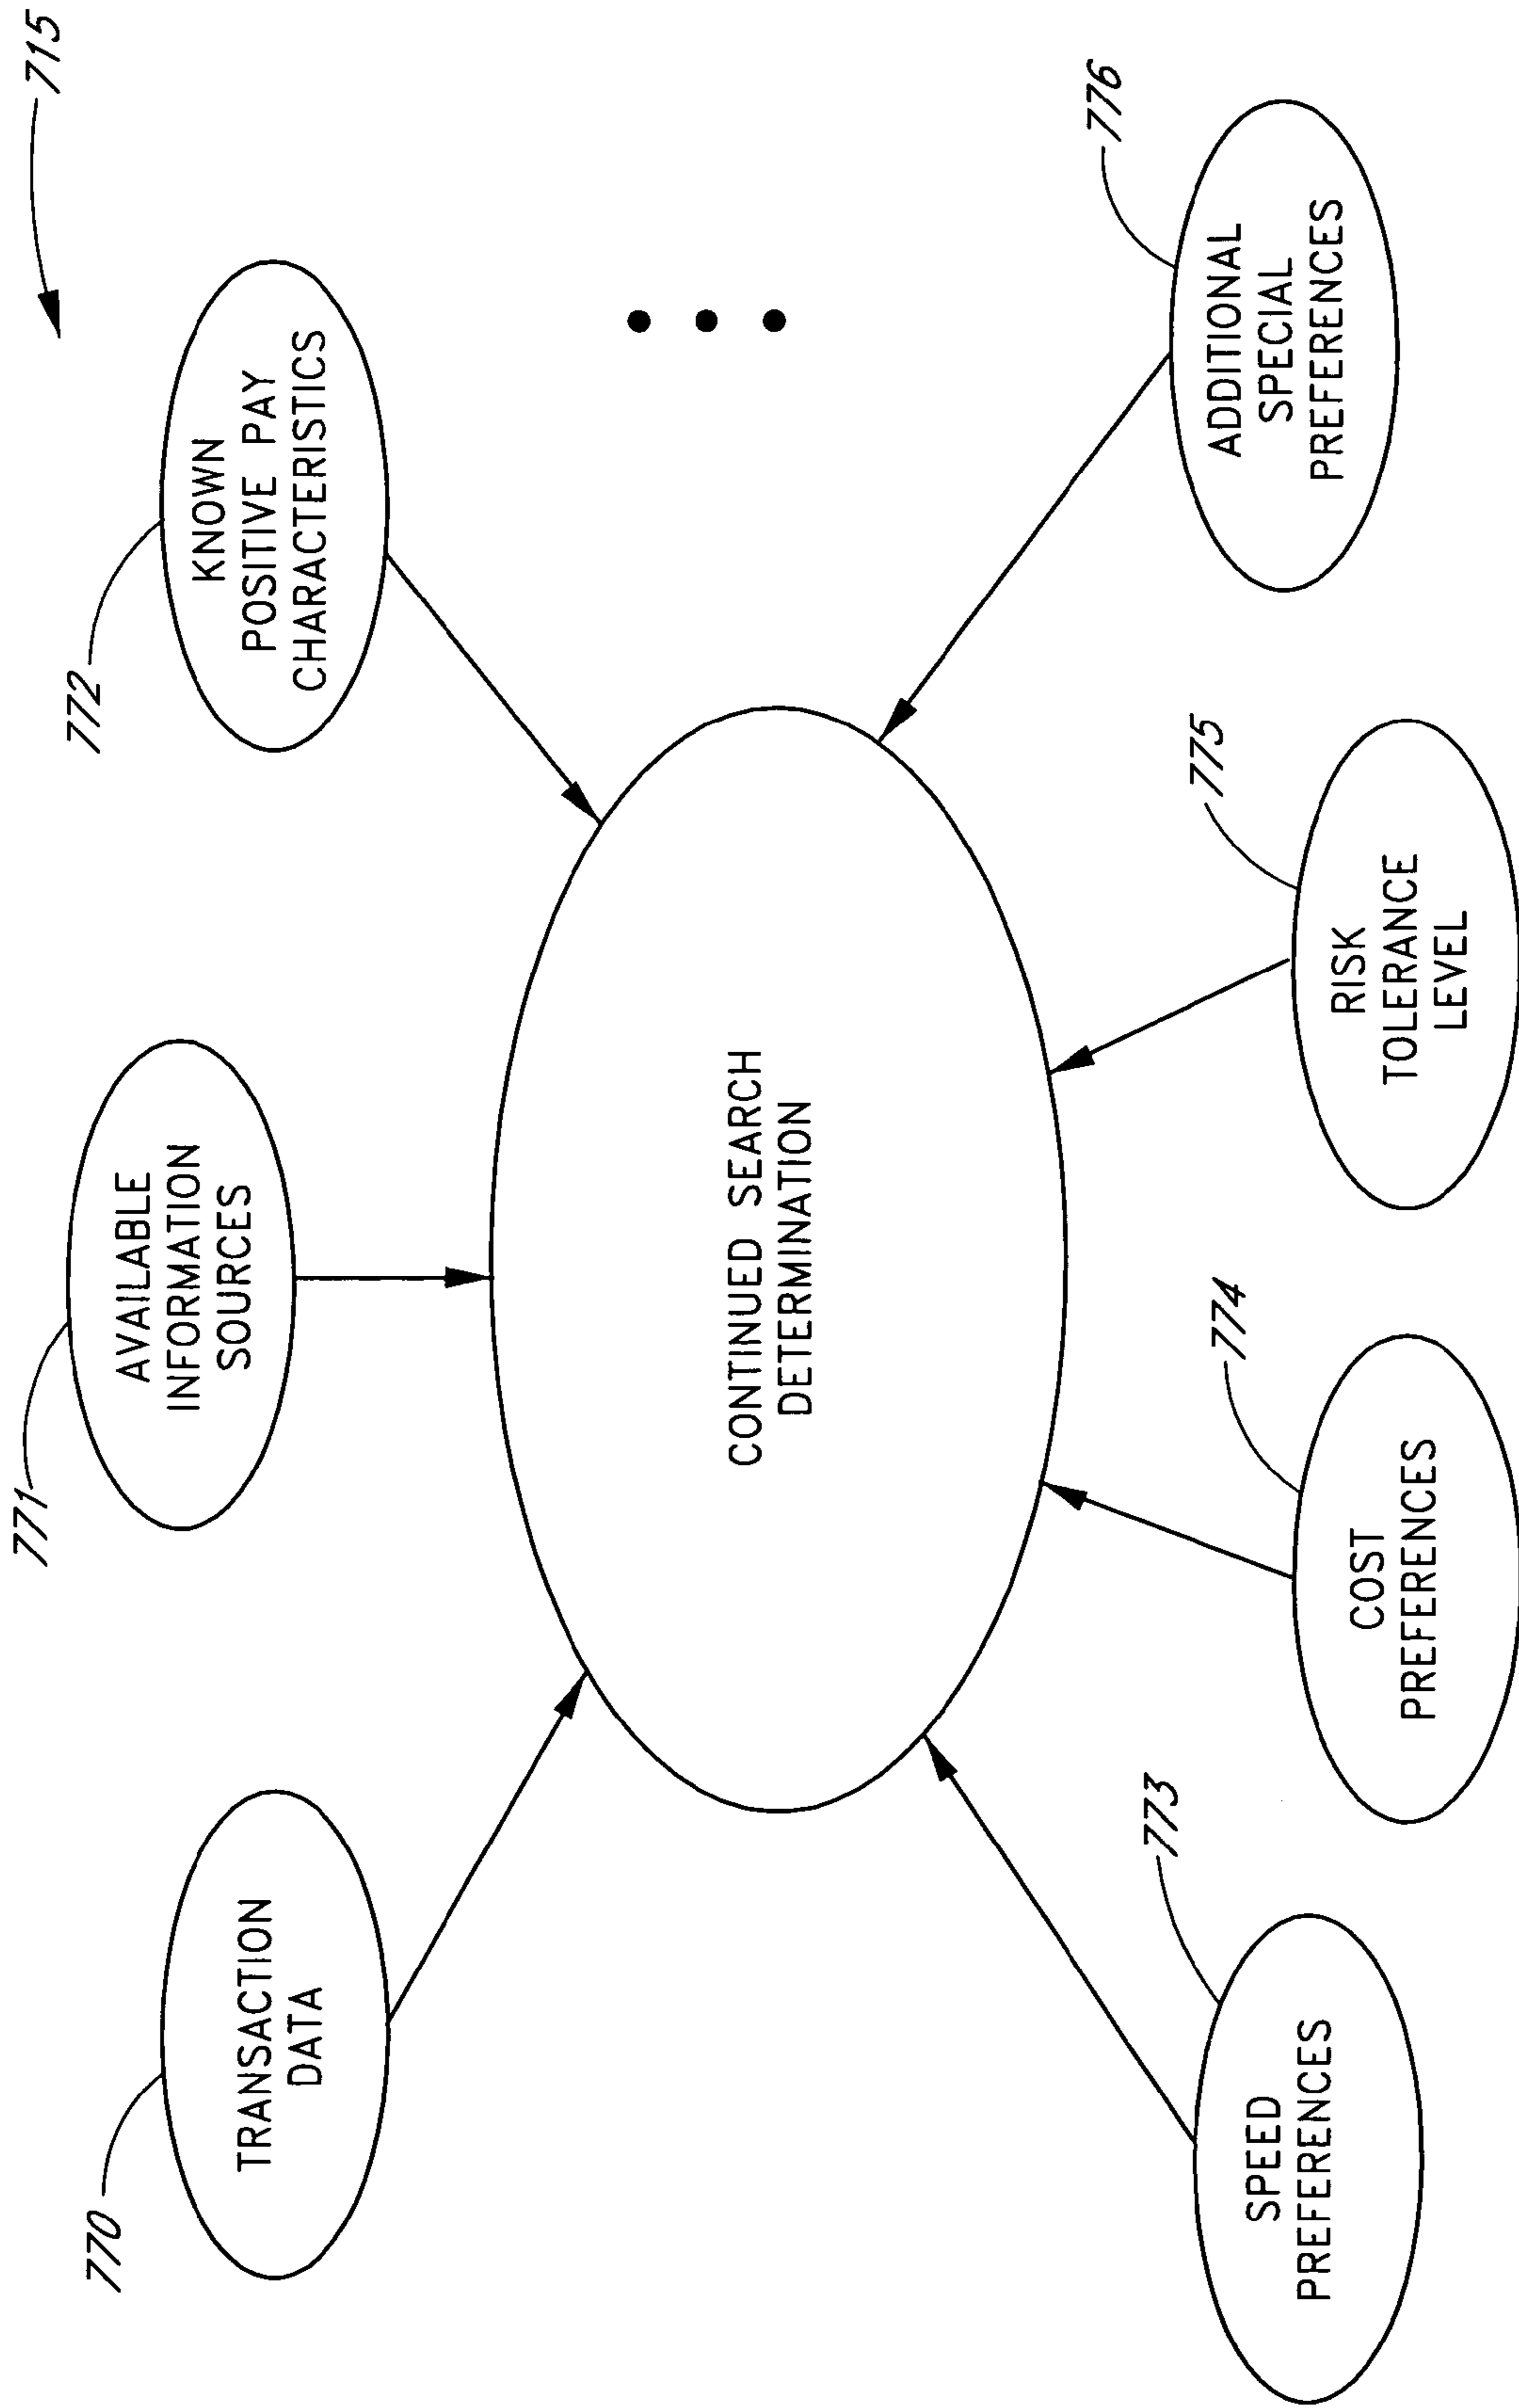 715
770
TRANSACTION
DATA
771
AVAILABLE
INFORMATION
SOURCES
772
KNOWN
POSITIVE PAY
CHARACTERISTICS
CONTINUED SEARCH
DETERMINATION
773
SPEED
PREFERENCES
774
COST
PREFERENCES
775
RISK
TOLERANCE
LEVEL
776
ADDITIONAL
SPECIAL
PREFERENCES